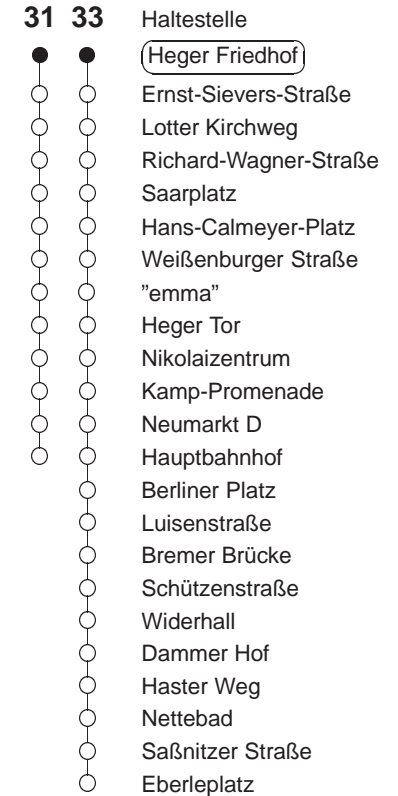 31 33 Haltestelle
Heger Friedhof
Ernst-Sievers-Straße
Lotter Kirchweg
Richard-Wagner-Straße
Saarplatz
Hans-Calmeyer-Platz
Weißenburger Straße
”emma”
Heger Tor
Nikolaizentrum
Kamp-Promenade
Neumarkt D
Hauptbahnhof
Berliner Platz
Luisenstraße
Bremer Brücke
Schützenstraße
Widerhall
Dammer Hof
Haster Weg
Nettebad
Saßnitzer Straße
Eberleplatz